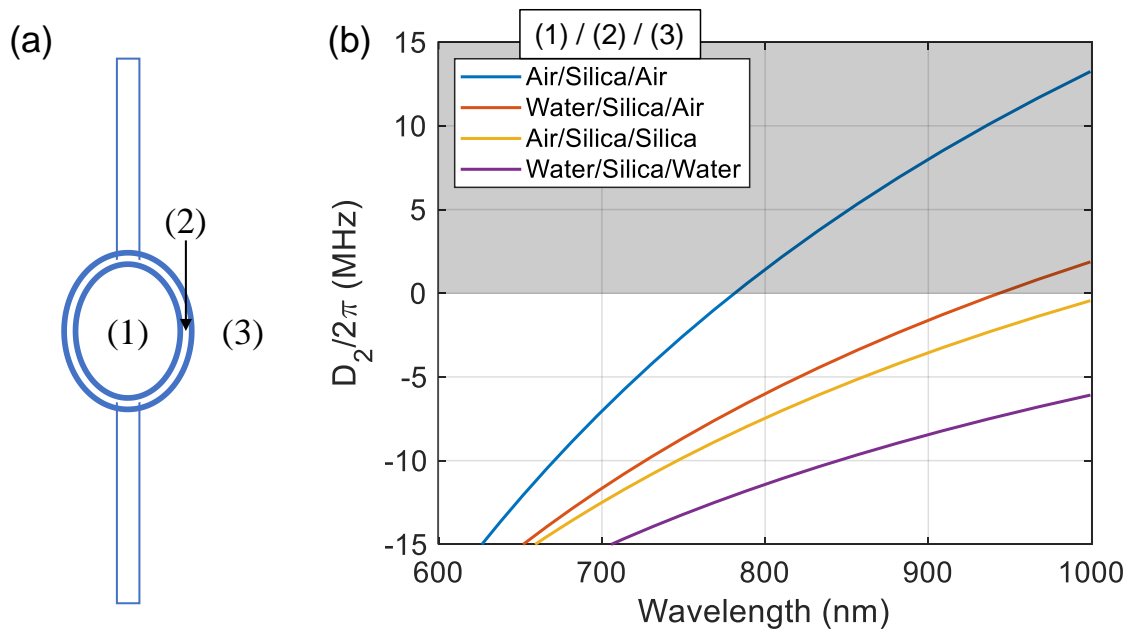 (a)
(2)
(1)
(3)
(b)
(1) / (2) / (3)
Air/Silica/Air
Water/Silica/Air
Air/Silica/Silica
Water/Silica/Water
D₂/2π (MHz)
15
10
5
0
-5
-10
-15
600
700
800
900
1000
Wavelength (nm)